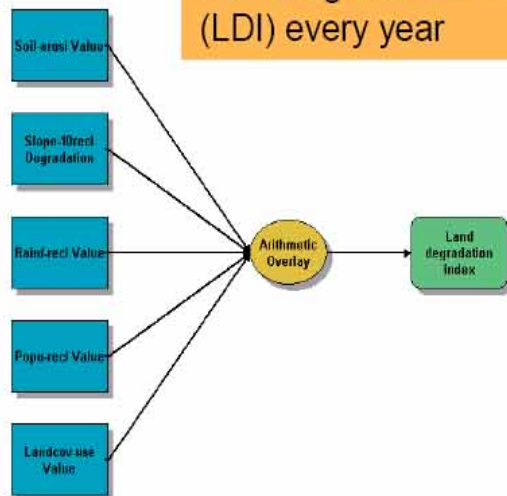 (LDI) every year
Soil-erosi Value
Slope-10recl
Degradation
Rainf-recl Value
Popu-recl Value
Landcov-use
Value
Arithmetic
Overlay
Land
degradation
index